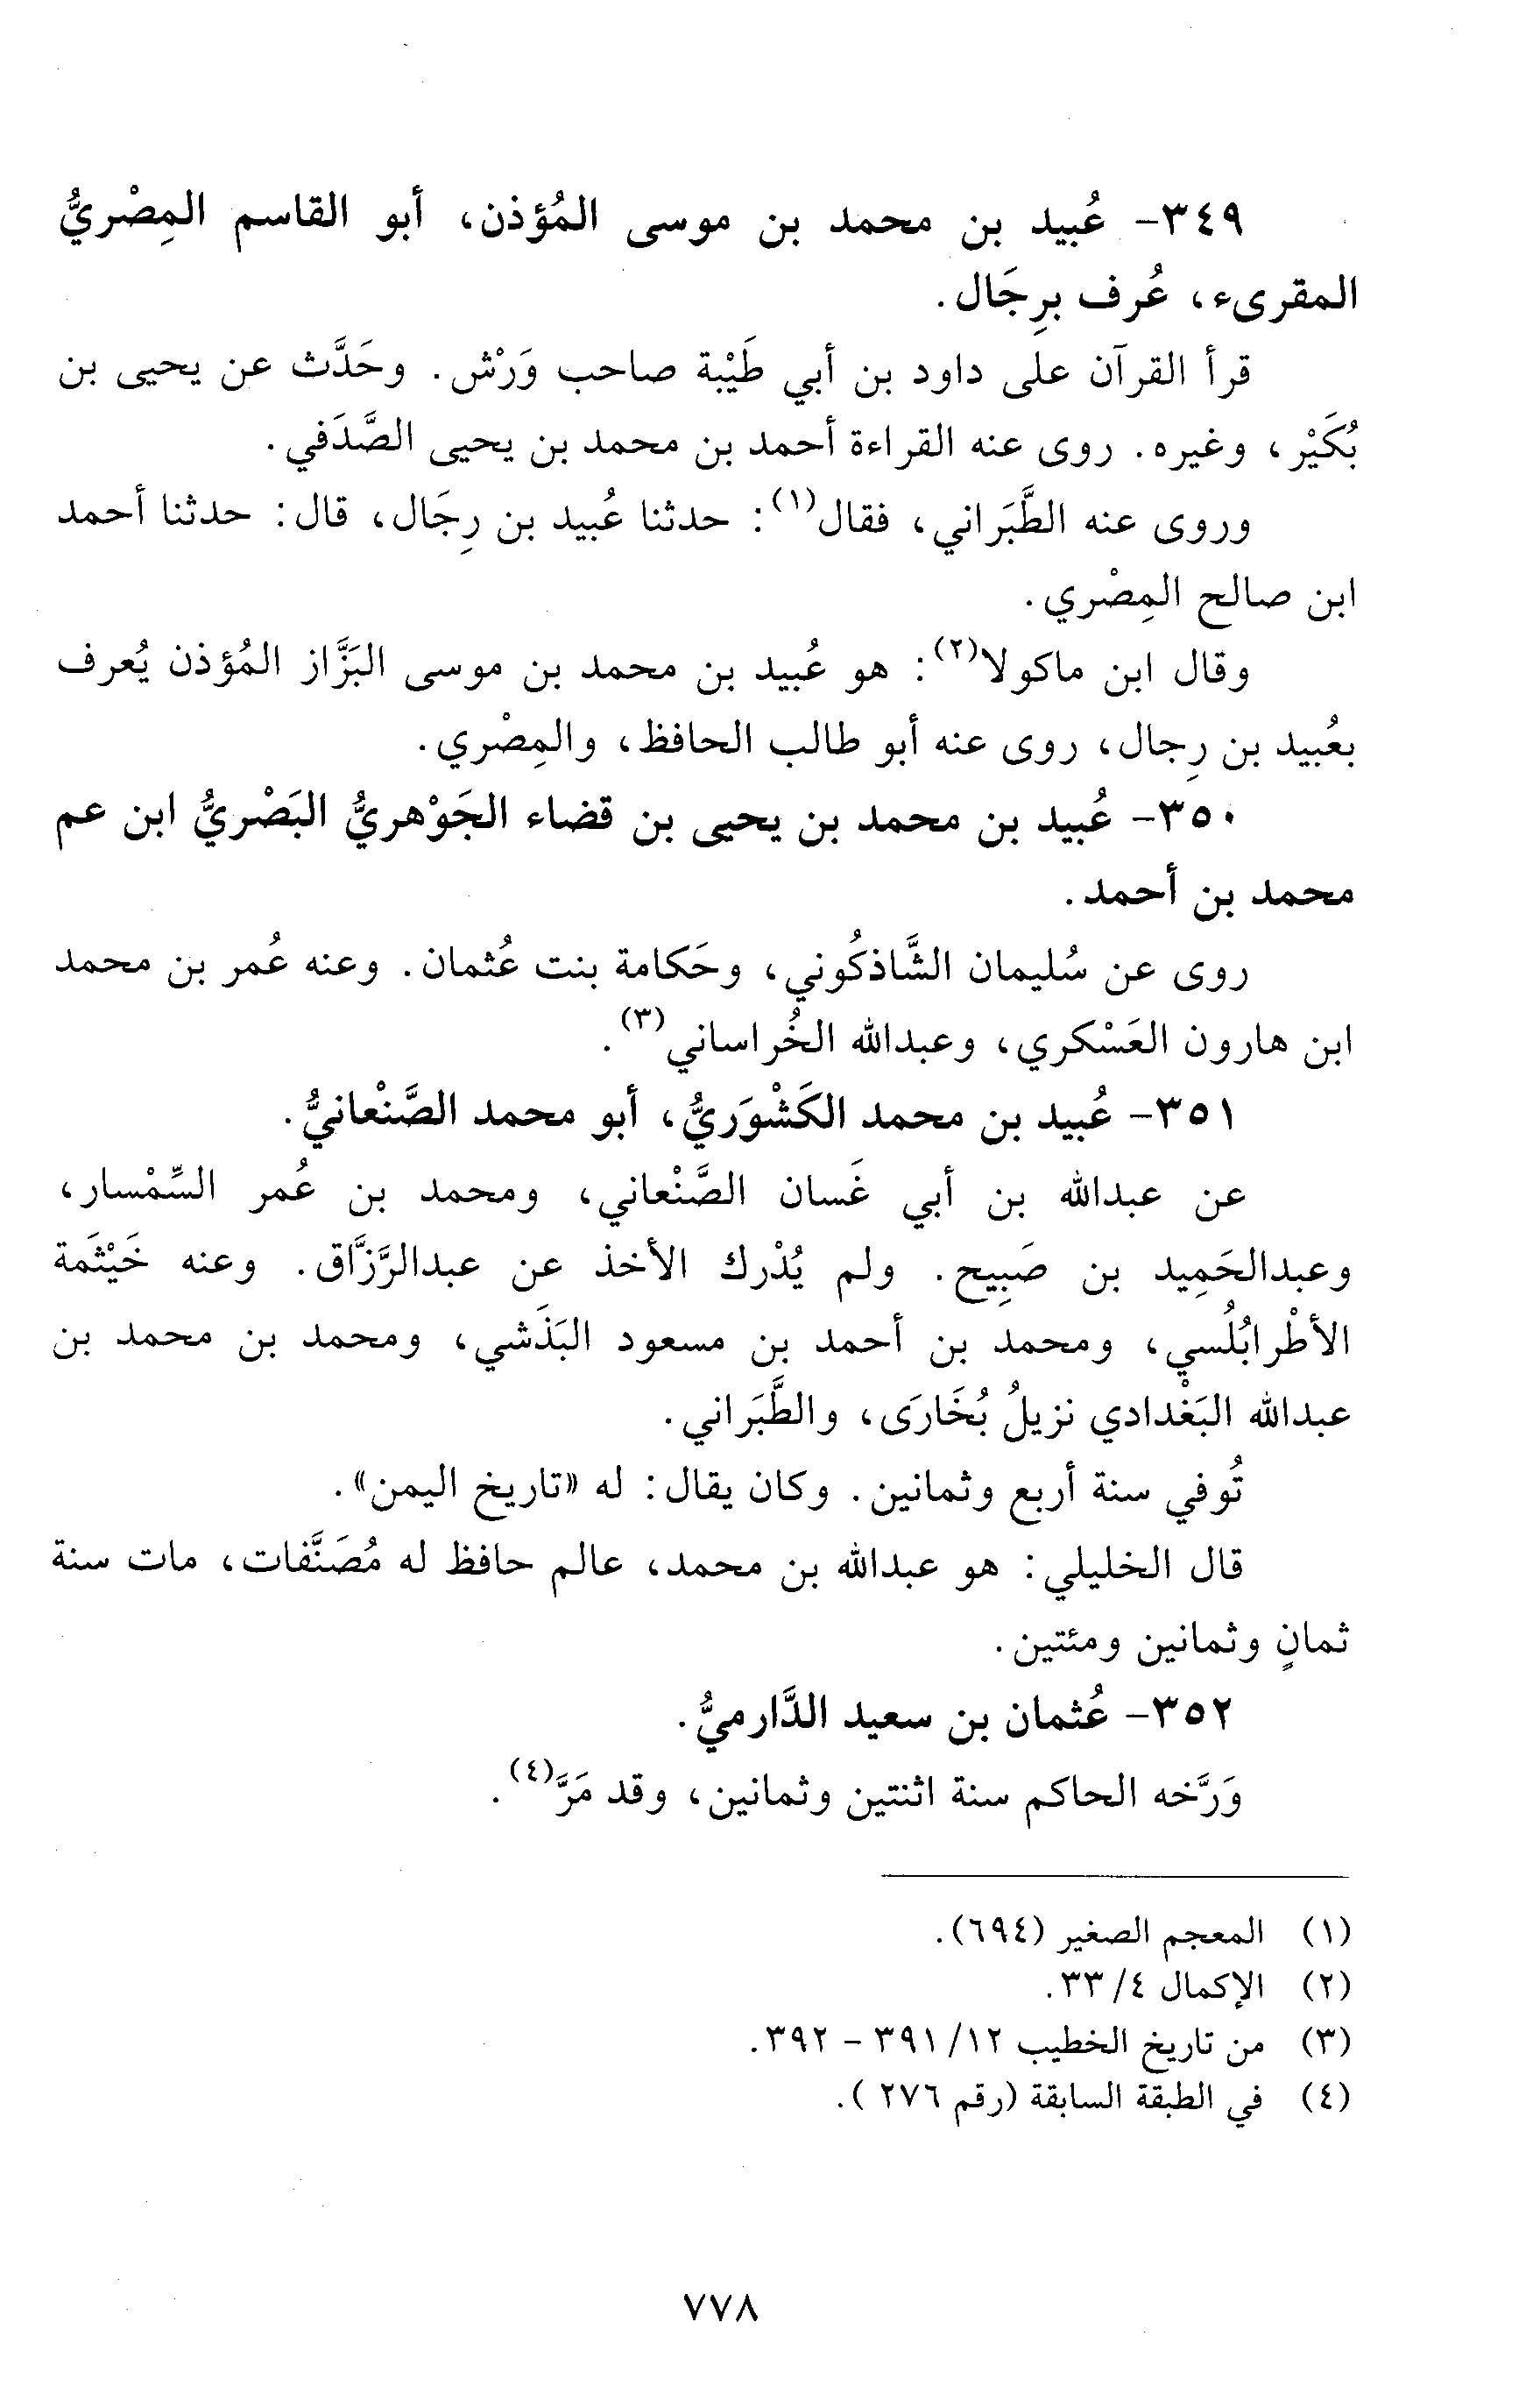 ٣٤٩- عُبيد بن محمد بن موسى المُؤذن، أبو القاسم المِصْريُّ
المقرىء، عُرف برِجَال.
قرأ القرآن على داود بن أبي طَيْبة صاحب وَرْش. وحَدَّث عن يحيى بن
بُكَيْر، وغيره. روى عنه القراءة أحمد بن محمد بن يحيى الصَّدَفي.
وروى عنه الطَّبَراني، فقال(١): حدثنا عُبيد بن رِجَال، قال: حدثنا أحمد
ابن صالح المِصْري.
وقال ابن ماكولا(٢): هو عُبيد بن محمد بن موسى البَزَّاز المُؤذن يُعرف
بعُبيد بن رِجال، روى عنه أبو طالب الحافظ، والمِصْري.
٣٥٠- عُبيد بن محمد بن يحيى بن قضاء الجَوْهريُّ البَصْريُّ ابن عم
محمد بن أحمد.
روى عن سُليمان الشَّاذكُوني، وحَكامة بنت عُثمان. وعنه عُمر بن محمد
ابن هارون العَسْكري، وعبدالله الخُراساني(٣).
٣٥١- عُبيد بن محمد الكَشْوَريُّ، أبو محمد الصَّنْعانيُّ.
عن عبدالله بن أبي غَسان الصَّنْعاني، ومحمد بن عُمر السِّمْسار،
وعبدالحَمِيد بن صَبِيح. ولم يُدْرك الأخذ عن عبدالرَّزَّاق. وعنه خَيْثَمة
الأطْرابُلُسي، ومحمد بن أحمد بن مسعود البَذَشي، ومحمد بن محمد بن
عبدالله البَغْدادي نزيلُ بُخَارَى، والطَّبَراني.
تُوفي سنة أربع وثمانين. وكان يقال: له «تاريخ اليمن».
قال الخليلي: هو عبدالله بن محمد، عالم حافظ له مُصَنَّفات، مات سنة
ثمانٍ وثمانين ومئتين.
٣٥٢- عُثمان بن سعيد الدَّارميُّ.
وَرَّخه الحاكم سنة اثنتين وثمانين، وقد مَرَّ(٤).
(١) المعجم الصغير (٦٩٤).
(٢) الإكمال ٤/ ٣٣.
(٣) من تاريخ الخطيب ١٢/ ٣٩١ - ٣٩٢.
(٤) في الطبقة السابقة (رقم ٢٧٦ ).
٧٧٨